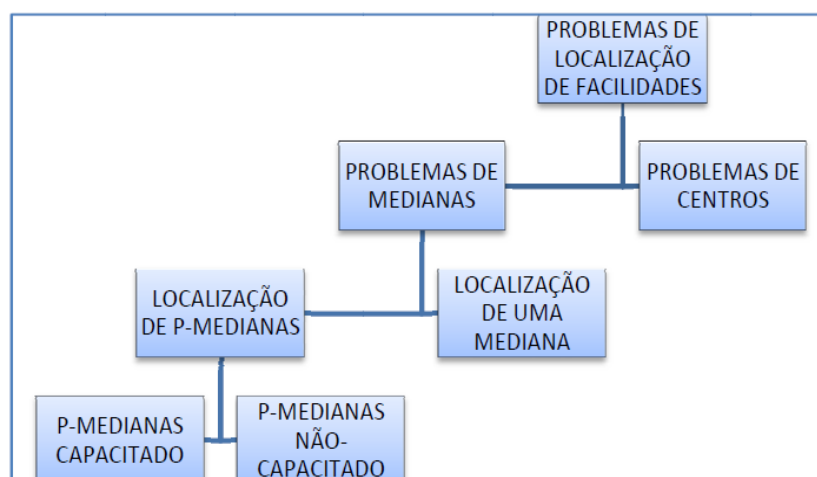 PROBLEMAS DE
LOCALIZAÇÃO
DE FACILIDADES
PROBLEMAS DE
MEDIANAS
PROBLEMAS DE
CENTROS
LOCALIZAÇÃO
DE P-MEDIANAS
LOCALIZAÇÃO
DE UMA
MEDIANA
P-MEDIANAS
CAPACITADO
P-MEDIANAS
NÃO-
CAPACITADO